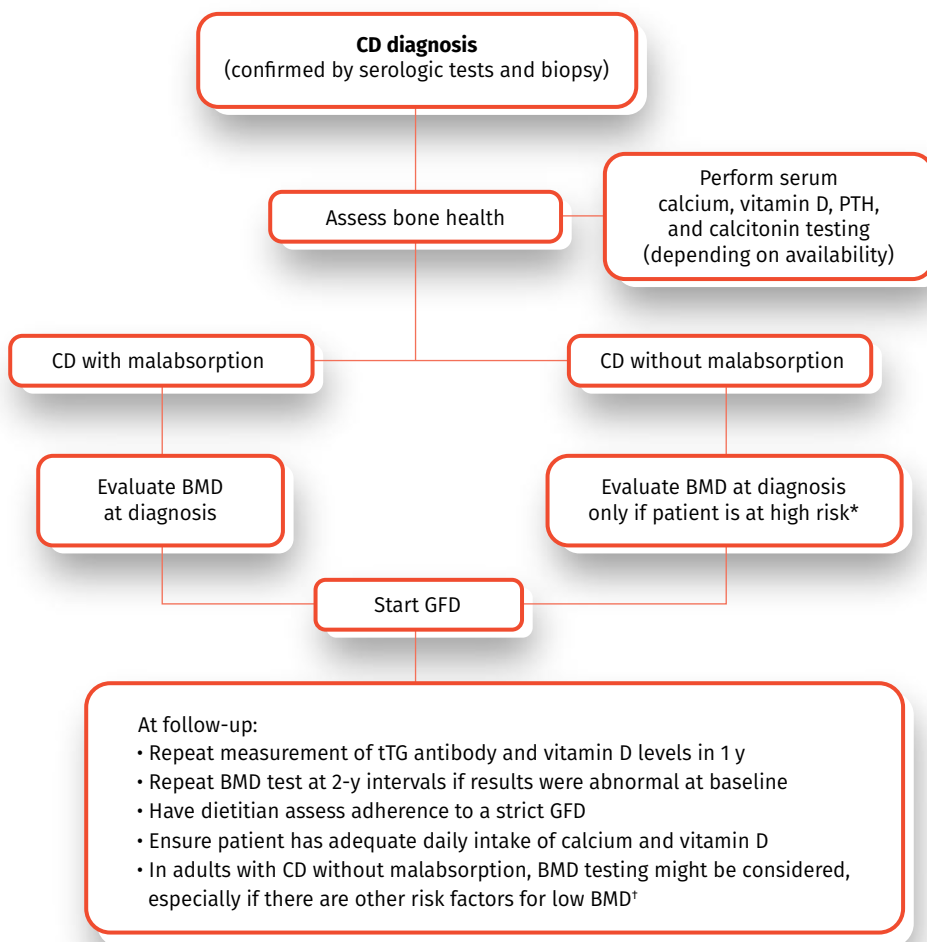 CD diagnosis
(confirmed by serologic tests and biopsy)
Assess bone health
Perform serum
calcium, vitamin D, PTH,
and calcitonin testing
(depending on availability)
CD with malabsorption
CD without malabsorption
Evaluate BMD
at diagnosis
Evaluate BMD at diagnosis
only if patient is at high risk*
Start GFD
At follow-up:
• Repeat measurement of tTG antibody and vitamin D levels in 1 y
• Repeat BMD test at 2-y intervals if results were abnormal at baseline
• Have dietitian assess adherence to a strict GFD
• Ensure patient has adequate daily intake of calcium and vitamin D
• In adults with CD without malabsorption, BMD testing might be considered,
especially if there are other risk factors for low BMD†